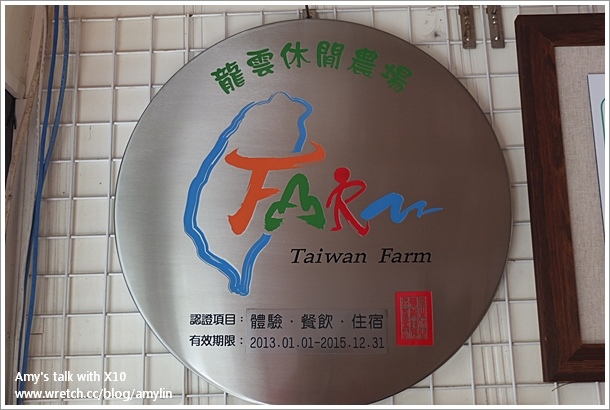 龍雲休閒農場
FARm
Taiwan Farm
認證項目：體驗・餐飲・住宿
有效期限：2013.01.01-2015.12.31
Amy's talk with X10
www.wretch.cc/blog/amylin